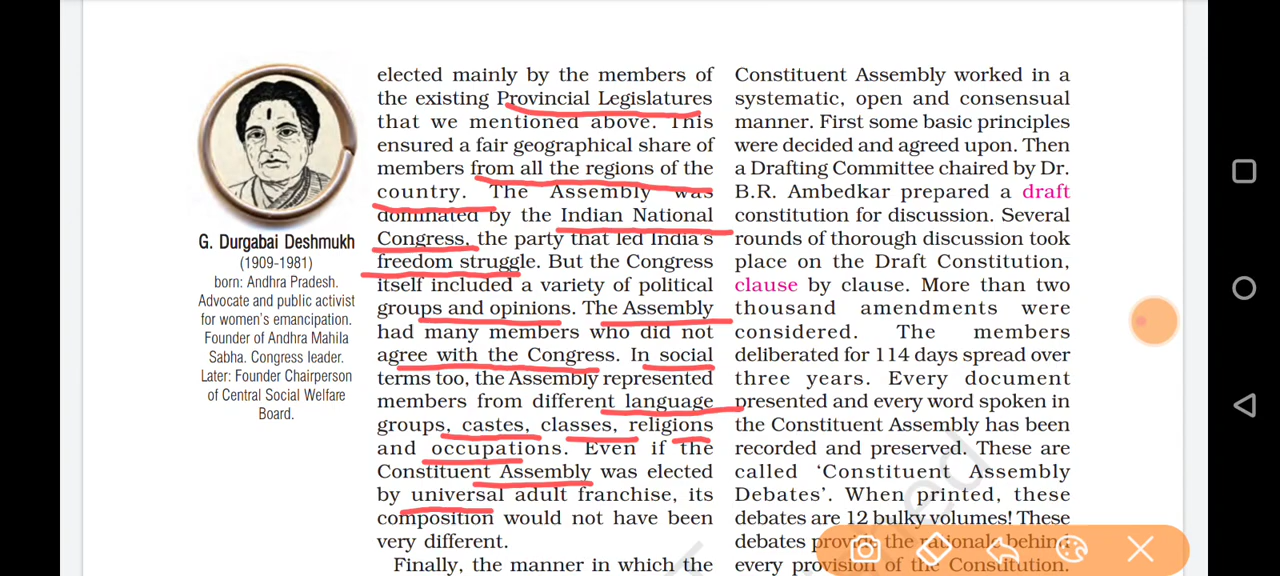 G. Durgabai Deshmukh
(1909-1981)
born: Andhra Pradesh.
Advocate and public activist
for women's emancipation.
Founder of Andhra Mahila
Sabha. Congress leader.
Later: Founder Chairperson
of Central Social Welfare
Board.
elected mainly by the members of
the existing Provincial Legislatures
that we mentioned above. This
ensured a fair geographical share of
members from all the regions of the
country. The Assembly was
dominated by the Indian National
Congress, the party that led India's
freedom struggle. But the Congress
itself included a variety of political
groups and opinions. The Assembly
had many members who did not
agree with the Congress. In social
terms too, the Assembly represented
members from different language
groups, castes, classes, religions
and occupations. Even if the
Constituent Assembly was elected
by universal adult franchise, its
composition would not have been
very different.
Finally, the manner in which the
Constituent Assembly worked in a
systematic, open and consensual
manner. First some basic principles
were decided and agreed upon. Then
a Drafting Committee chaired by Dr.
B.R. Ambedkar prepared a draft
constitution for discussion. Several
rounds of thorough discussion took
place on the Draft Constitution,
clause by clause. More than two
thousand amendments were
considered. The members
deliberated for 114 days spread over
three years. Every document
presented and every word spoken in
the Constituent Assembly has been
recorded and preserved. These are
called 'Constituent Assembly
Debates'. When printed, these
debates are 12 bulky volumes! These
debates provide the rationale behind
every provision of the Constitution.